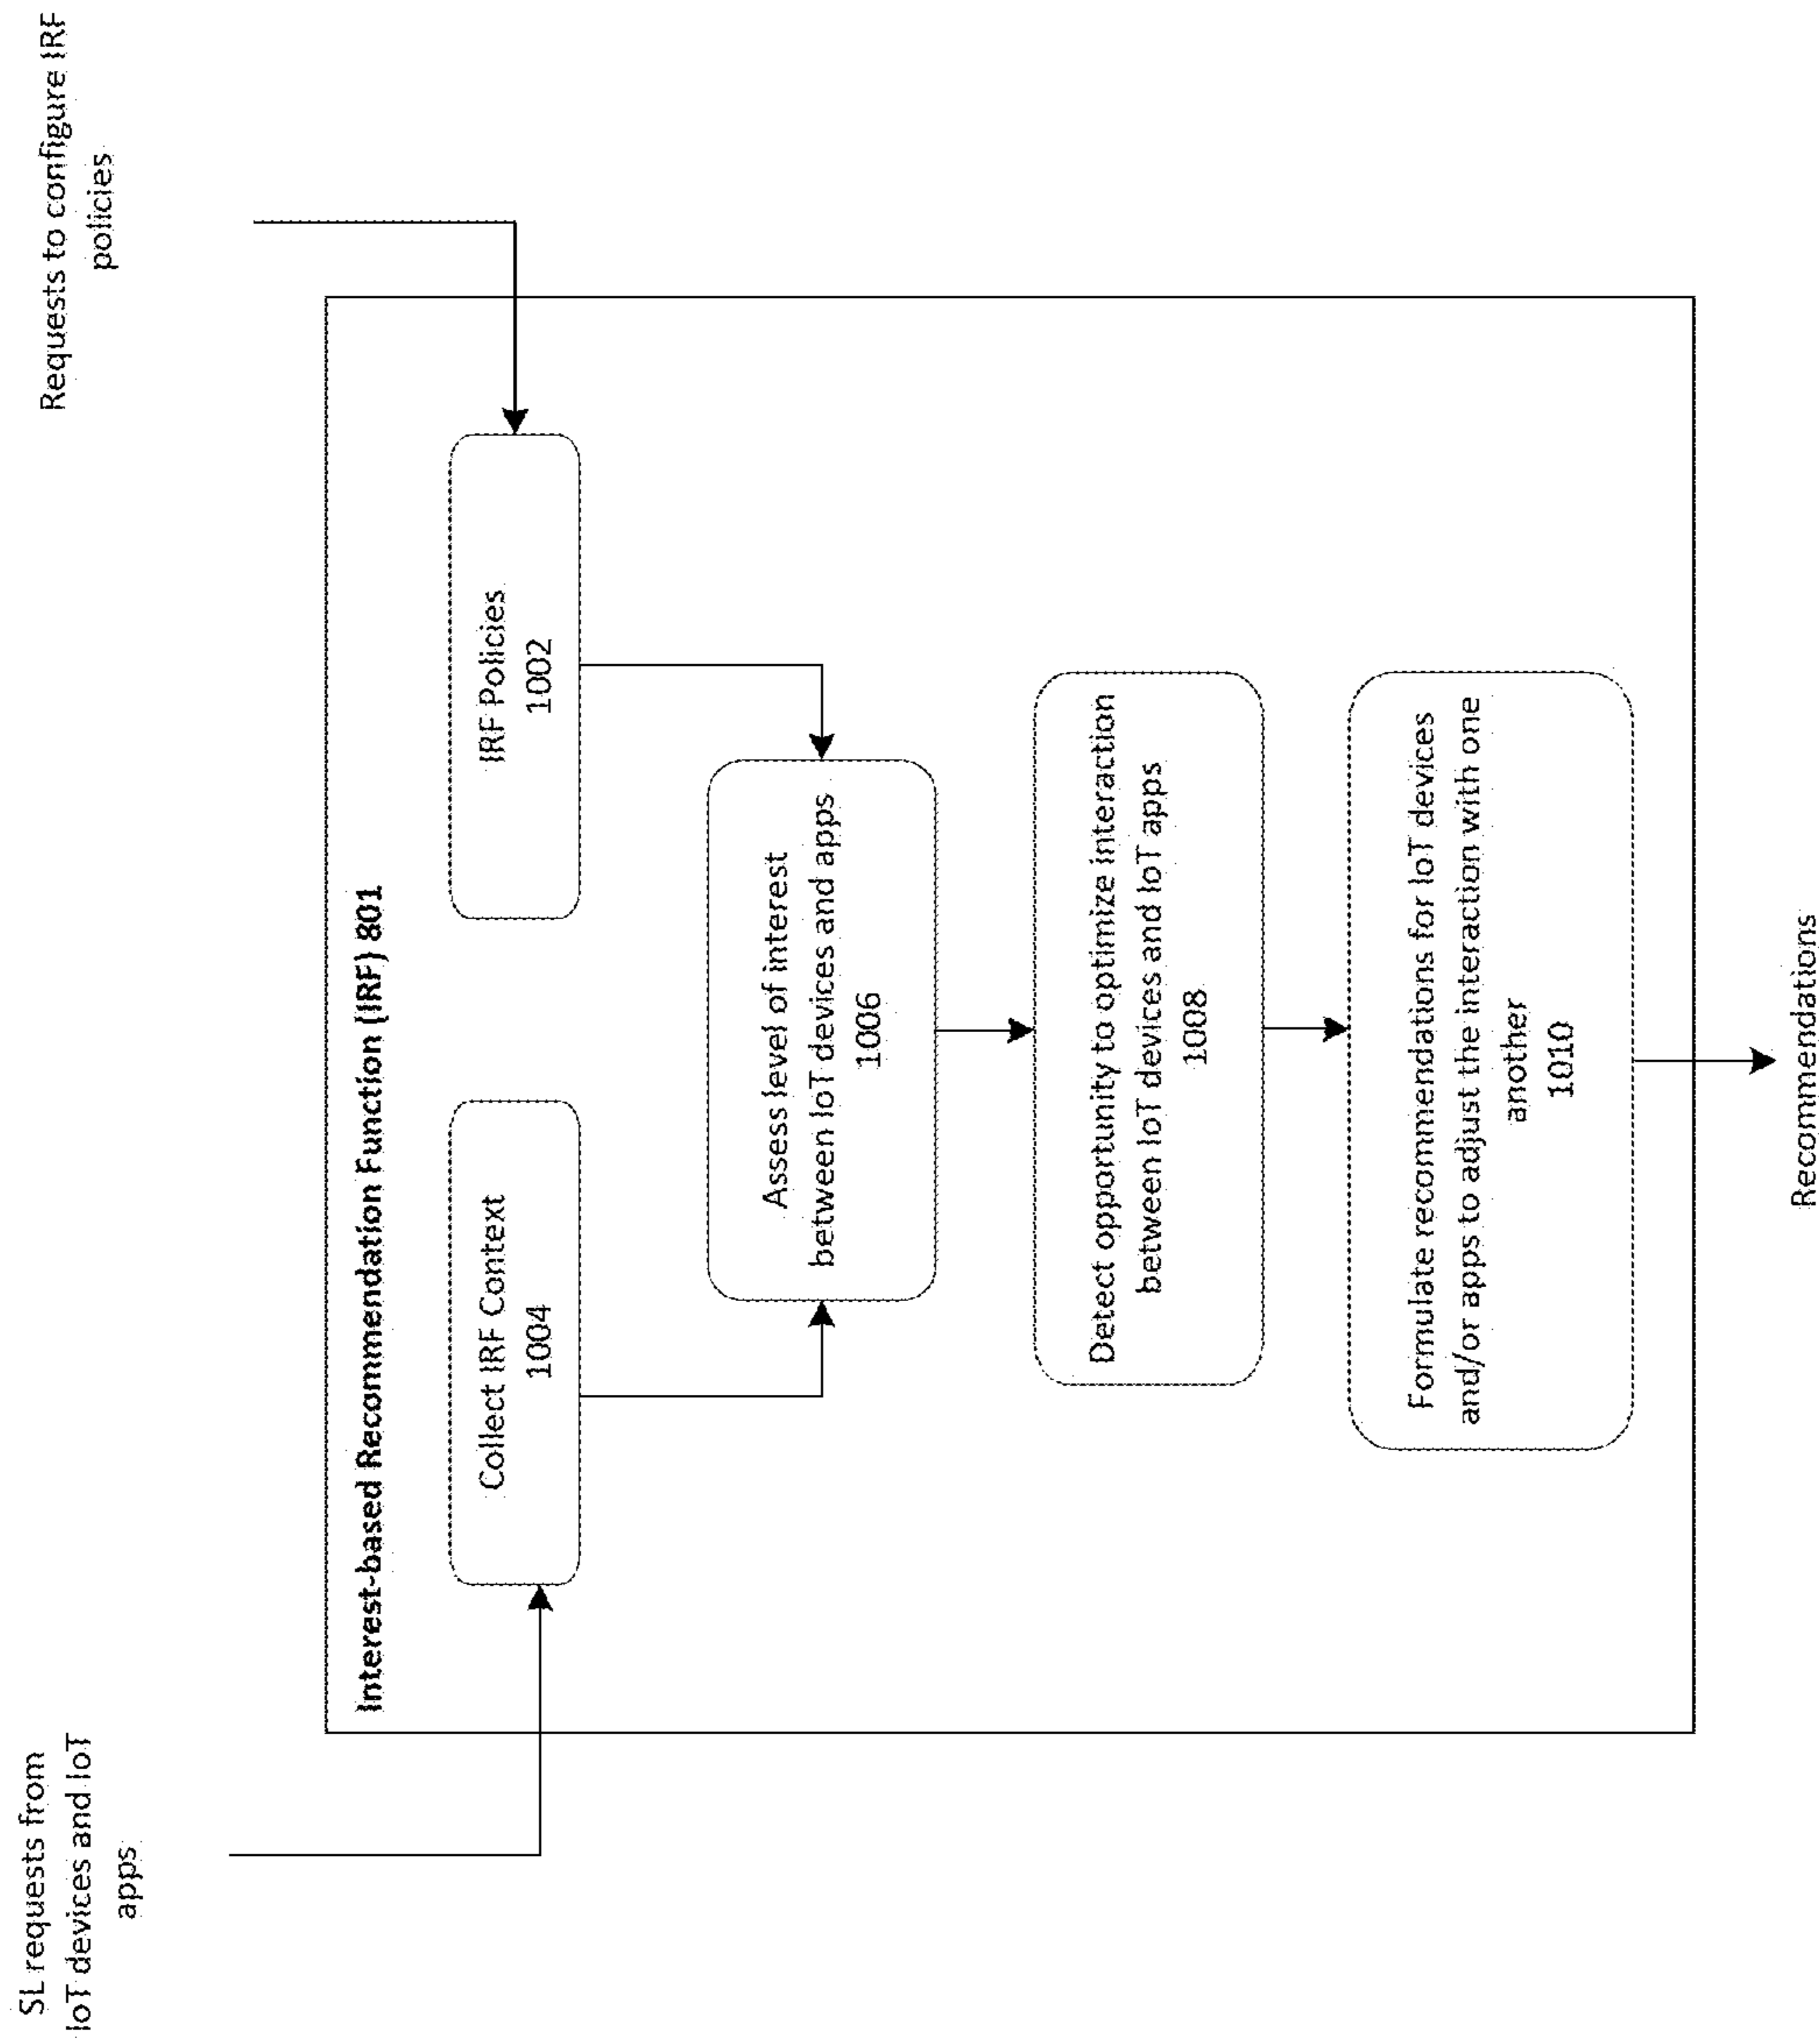 SL requests from
IoT devices and IoT
apps
Requests to configure IRF
policies
Interest-based Recommendation Function (IRF) 801
Collect IRF Context
1004
IRF Policies
1002
Assess level of interest
between IoT devices and apps
1006
Detect opportunity to optimize interaction
between IoT devices and IoT apps
1008
Formulate recommendations for IoT devices
and/or apps to adjust the interaction with one
another
1010
Recommendations